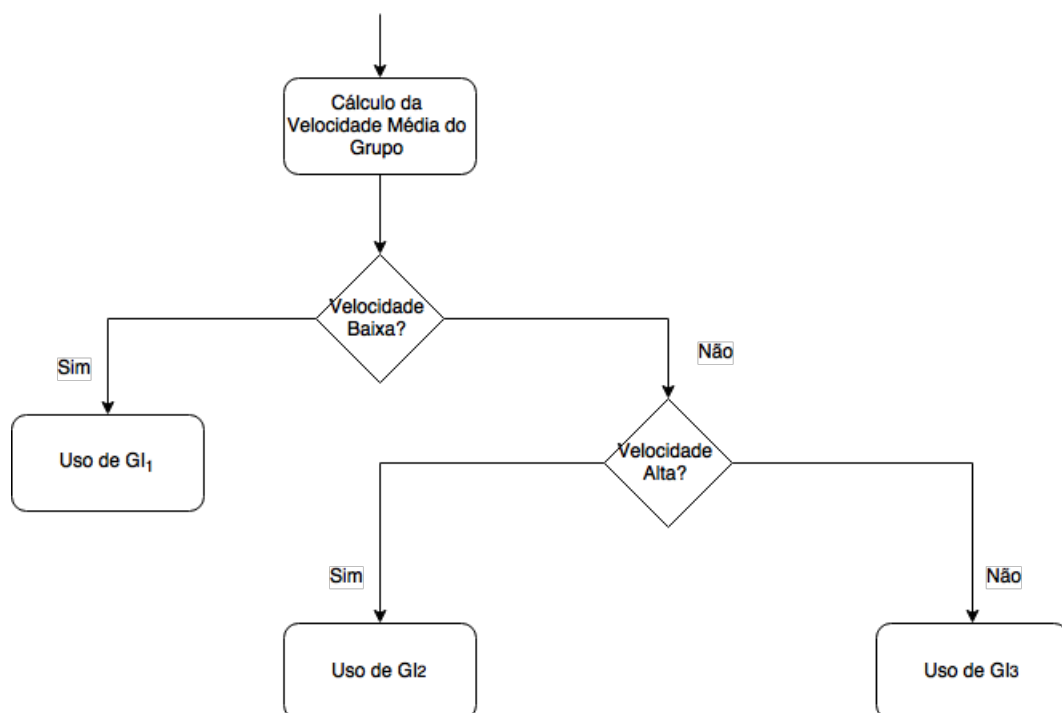 Cálculo da
Velocidade Média do
Grupo
Velocidade
Baixa?
Sim
Não
Uso de GI₁
Velocidade
Alta?
Sim
Não
Uso de GI2
Uso de GI3